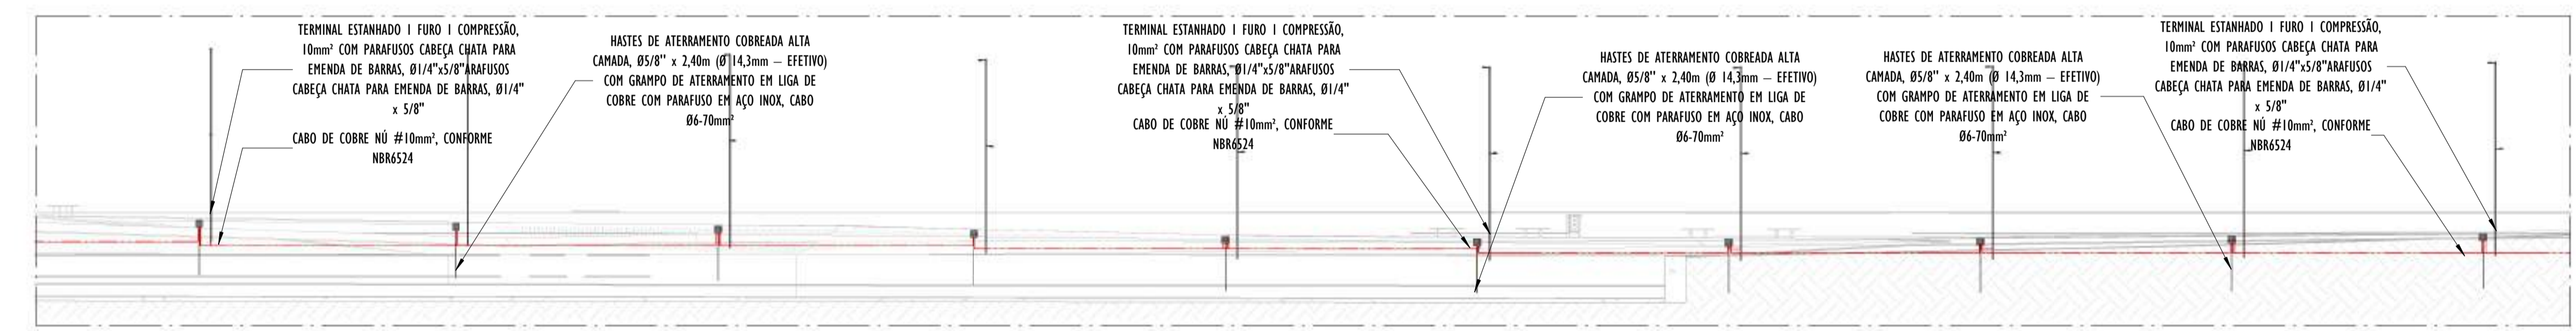 TERMINAL ESTANHADO 1 FURO 1 COMPRESSÃO,
10mm² COM PARAFUSOS CABEÇA CHATA PARA
EMENDA DE BARRAS, Ø1/4"x5/8"ARAFUSOS
CABEÇA CHATA PARA EMENDA DE BARRAS, Ø1/4"
x 5/8"
CABO DE COBRE NÚ #10mm², CONFORME
NBR6524
HASTES DE ATERRAMENTO COBREADA ALTA
CAMADA, Ø5/8'' x 2,40m (Ø 14,3mm – EFETIVO)
COM GRAMPO DE ATERRAMENTO EM LIGA DE
COBRE COM PARAFUSO EM AÇO INOX, CABO
Ø6-70mm²
TERMINAL ESTANHADO 1 FURO 1 COMPRESSÃO,
10mm² COM PARAFUSOS CABEÇA CHATA PARA
EMENDA DE BARRAS, Ø1/4"x5/8"ARAFUSOS
CABEÇA CHATA PARA EMENDA DE BARRAS, Ø1/4"
x 5/8"
CABO DE COBRE NÚ #10mm², CONFORME
NBR6524
HASTES DE ATERRAMENTO COBREADA ALTA
CAMADA, Ø5/8'' x 2,40m (Ø 14,3mm – EFETIVO)
COM GRAMPO DE ATERRAMENTO EM LIGA DE
COBRE COM PARAFUSO EM AÇO INOX, CABO
Ø6-70mm²
HASTES DE ATERRAMENTO COBREADA ALTA
CAMADA, Ø5/8'' x 2,40m (Ø 14,3mm – EFETIVO)
COM GRAMPO DE ATERRAMENTO EM LIGA DE
COBRE COM PARAFUSO EM AÇO INOX, CABO
Ø6-70mm²
TERMINAL ESTANHADO 1 FURO 1 COMPRESSÃO,
10mm² COM PARAFUSOS CABEÇA CHATA PARA
EMENDA DE BARRAS, Ø1/4"x5/8"ARAFUSOS
CABEÇA CHATA PARA EMENDA DE BARRAS, Ø1/4"
x 5/8"
CABO DE COBRE NÚ #10mm², CONFORME
NBR6524